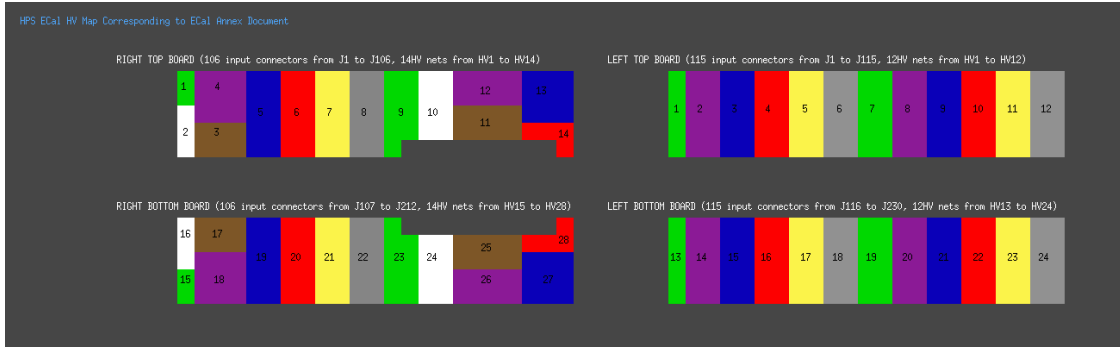 HPS ECal HV Map Corresponding to ECal Annex Document
RIGHT TOP BOARD (106 input connectors from J1 to J106, 14HV nets from HV1 to HV14)
1 4 5 6 7 8 9 10 12 13
2 3 11 14
LEFT TOP BOARD (115 input connectors from J1 to J115, 12HV nets from HV1 to HV12)
1 2 3 4 5 6 7 8 9 10 11 12
RIGHT BOTTOM BOARD (106 input connectors from J107 to J212, 14HV nets from HV15 to HV28)
16 17 19 20 21 22 23 24 25 28
15 18 26 27
LEFT BOTTOM BOARD (115 input connectors from J116 to J230, 12HV nets from HV13 to HV24)
13 14 15 16 17 18 19 20 21 22 23 24